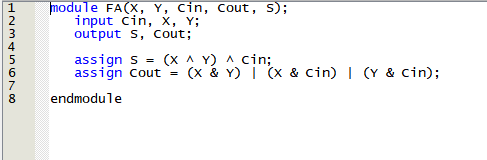 1 module FA(X, Y, Cin, Cout, S);
2 input Cin, X, Y;
3 output S, Cout;
4
5 assign S = (X ^ Y) ^ Cin;
6 assign Cout = (X & Y) | (X & Cin) | (Y & Cin);
7
8 endmodule